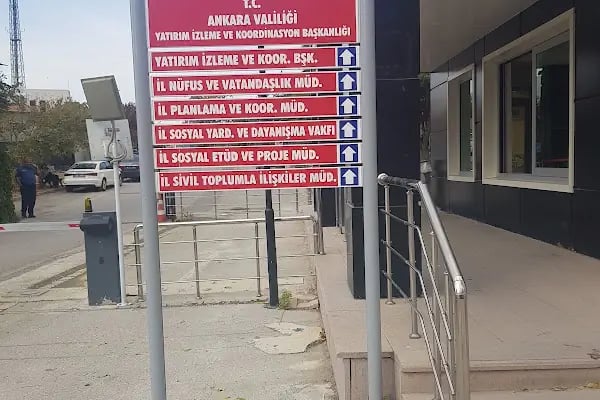 T.C.
ANKARA VALİLİĞİ
YATIRIM İZLEME VE KOORDİNASYON BAŞKANLIĞI
YATIRIM İZLEME VE KOOR. BŞK.
İL NÜFUS VE VATANDAŞLIK MÜD.
İL PLANLAMA VE KOOR. MÜD.
İL SOSYAL YARD. VE DAYANIŞMA VAKFI
İL SOSYAL ETÜD VE PROJE MÜD.
İL SİVİL TOPLUMLA İLİŞKİLER MÜD.